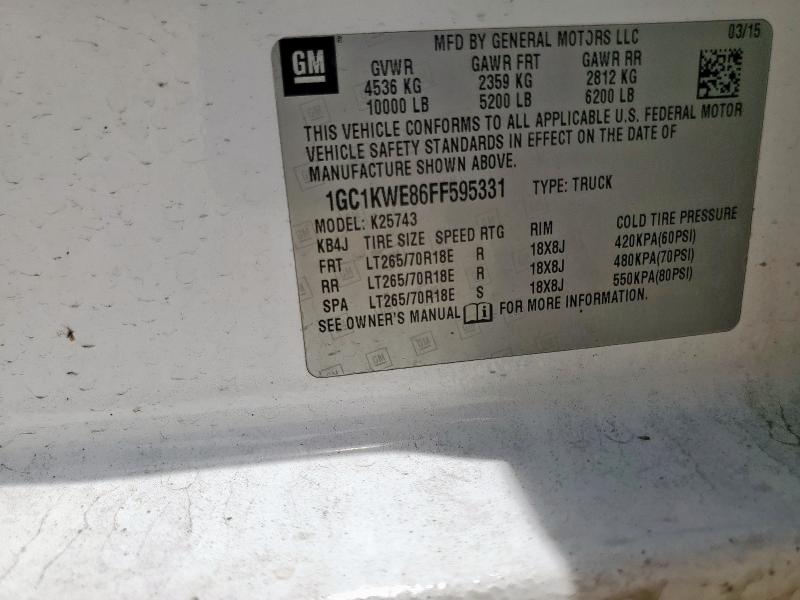 GM
MFD BY GENERAL MOTORS LLC
03/15
GVWR GAWR FRT GAWR RR
4536 KG 2359 KG 2812 KG
10000 LB 5200 LB 6200 LB
THIS VEHICLE CONFORMS TO ALL APPLICABLE U.S. FEDERAL MOTOR
VEHICLE SAFETY STANDARDS IN EFFECT ON THE DATE OF
MANUFACTURE SHOWN ABOVE.
1GC1KWE86FF595331 TYPE: TRUCK
MODEL: K25743
KB4J TIRE SIZE SPEED RTG RIM COLD TIRE PRESSURE
FRT LT265/70R18E R 18X8J 420KPA(60PSI)
RR LT265/70R18E R 18X8J 480KPA(70PSI)
SPA LT265/70R18E S 18X8J 550KPA(80PSI)
SEE OWNER'S MANUAL i FOR MORE INFORMATION.